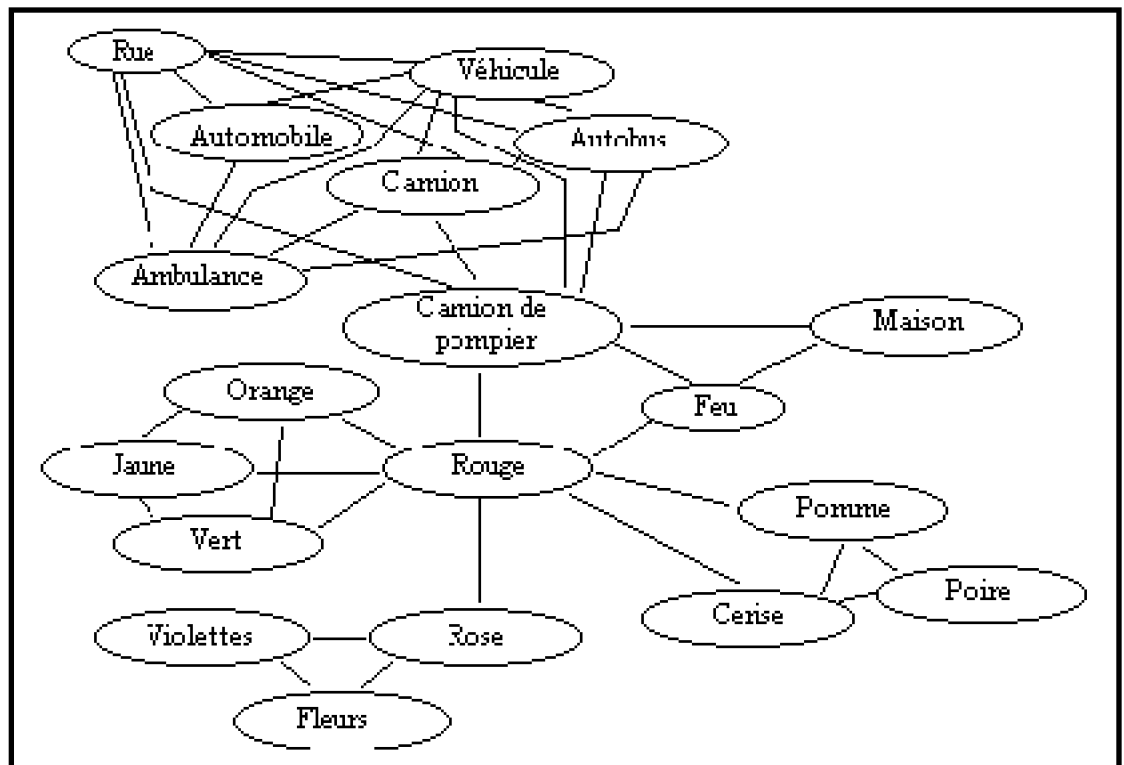 Rue
Véhicule
Automobile
Autobus
Camion
Ambulance
Camion de
pompier
Maison
Orange
Feu
Jaune
Rouge
Pomme
Vert
Poire
Cerise
Violettes
Rose
Fleurs